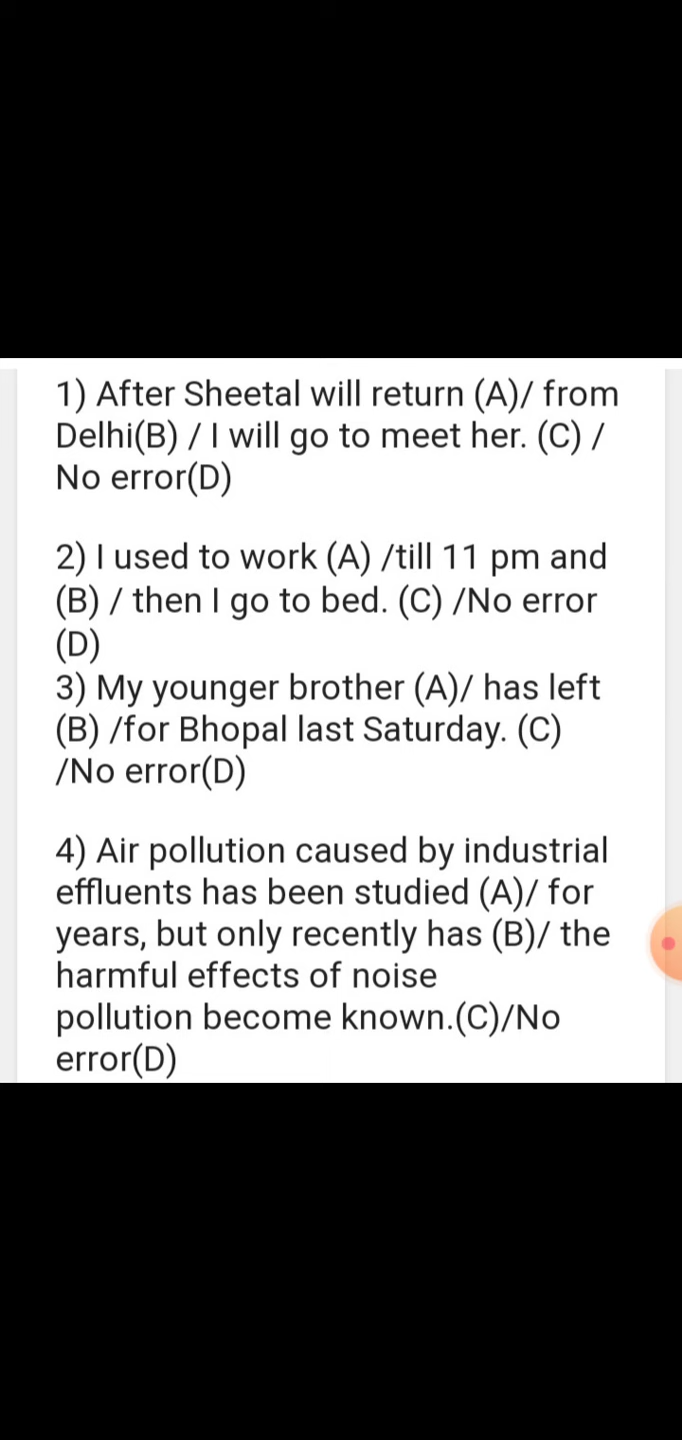 1) After Sheetal will return (A)/ from
Delhi(B) / I will go to meet her. (C) /
No error(D)
2) I used to work (A) /till 11 pm and
(B) / then I go to bed. (C) /No error
(D)
3) My younger brother (A)/ has left
(B) /for Bhopal last Saturday. (C)
/No error(D)
4) Air pollution caused by industrial
effluents has been studied (A)/ for
years, but only recently has (B)/ the
harmful effects of noise
pollution become known.(C)/No
error(D)